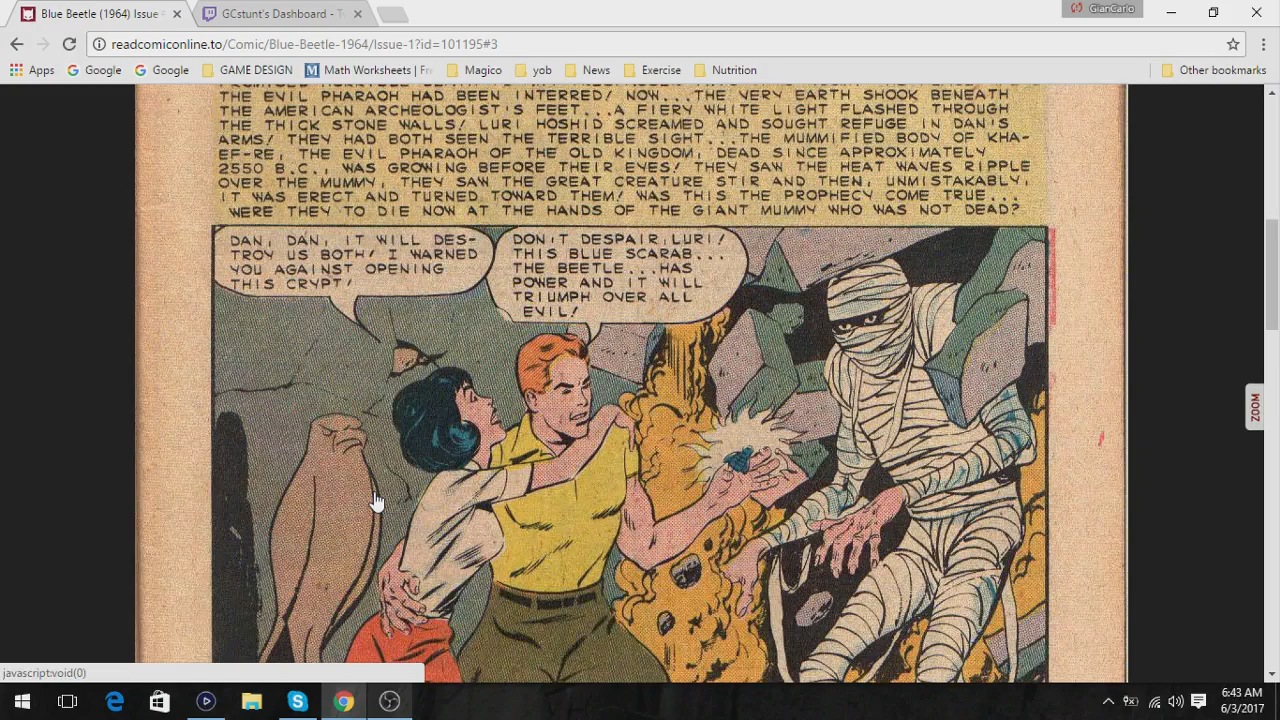 Blue Beetle (1964) Issue
GCstunt's Dashboard - T
GianCarlo
readcomiconline.to/Comic/Blue-Beetle-1964/Issue-1?id=101195#3
Apps
Google
Google
GAME DESIGN
Math Worksheets | Fr
Magico
yob
News
Exercise
Nutrition
Other bookmarks
THE EVIL PHARAOH HAD BEEN INTERRED! NOW...THE VERY EARTH SHOOK BENEATH
THE AMERICAN ARCHEOLOGIST'S FEET...A FIERY WHITE LIGHT FLASHED THROUGH
THE THICK STONE WALLS! LURI HOSHID SCREAMED AND SOUGHT REFUGE IN DAN'S
ARMS! THEY HAD BOTH SEEN THE TERRIBLE SIGHT...THE MUMMIFIED BODY OF KHA-
EF-RE, THE EVIL PHARAOH OF THE OLD KINGDOM, DEAD SINCE APPROXIMATELY
2550 B.C., WAS GROWING BEFORE THEIR EYES! THEY SAW THE HEAT WAVES RIPPLE
OVER THE MUMMY, THEY SAW THE GREAT CREATURE STIR AND THEN, UNMISTAKABLY,
IT WAS ERECT AND TURNED TOWARD THEM! WAS THIS THE PROPHECY COME TRUE...
WERE THEY TO DIE NOW AT THE HANDS OF THE GIANT MUMMY WHO WAS NOT DEAD?
DAN, DAN, IT WILL DES-
TROY US BOTH! I WARNED
YOU AGAINST OPENING
THIS CRYPT!
DON'T DESPAIR, LURI!
THIS BLUE SCARAB...
THE BEETLE...HAS
POWER AND IT WILL
TRIUMPH OVER ALL
EVIL!
ZOOM
javascript:void(0)
6:43 AM
6/3/2017